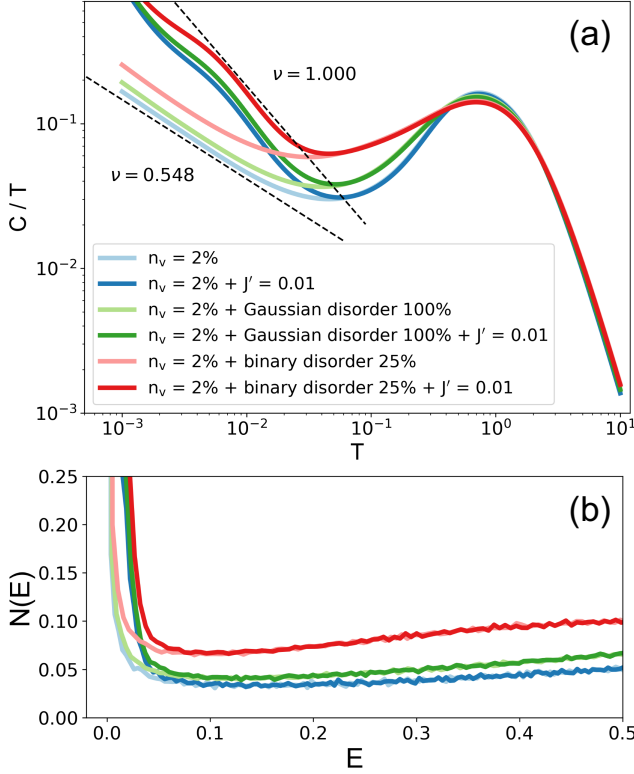 (a)
ν = 1.000
10⁻¹
ν = 0.548
C / T
10⁻²
n_v = 2%
n_v = 2% + J′ = 0.01
n_v = 2% + Gaussian disorder 100%
n_v = 2% + Gaussian disorder 100% + J′ = 0.01
n_v = 2% + binary disorder 25%
n_v = 2% + binary disorder 25% + J′ = 0.01
10⁻³
10⁻³ 10⁻² 10⁻¹ 10⁰ 10¹
T
0.25
(b)
0.20
0.15
N(E)
0.10
0.05
0.00
0.0 0.1 0.2 0.3 0.4 0.5
E